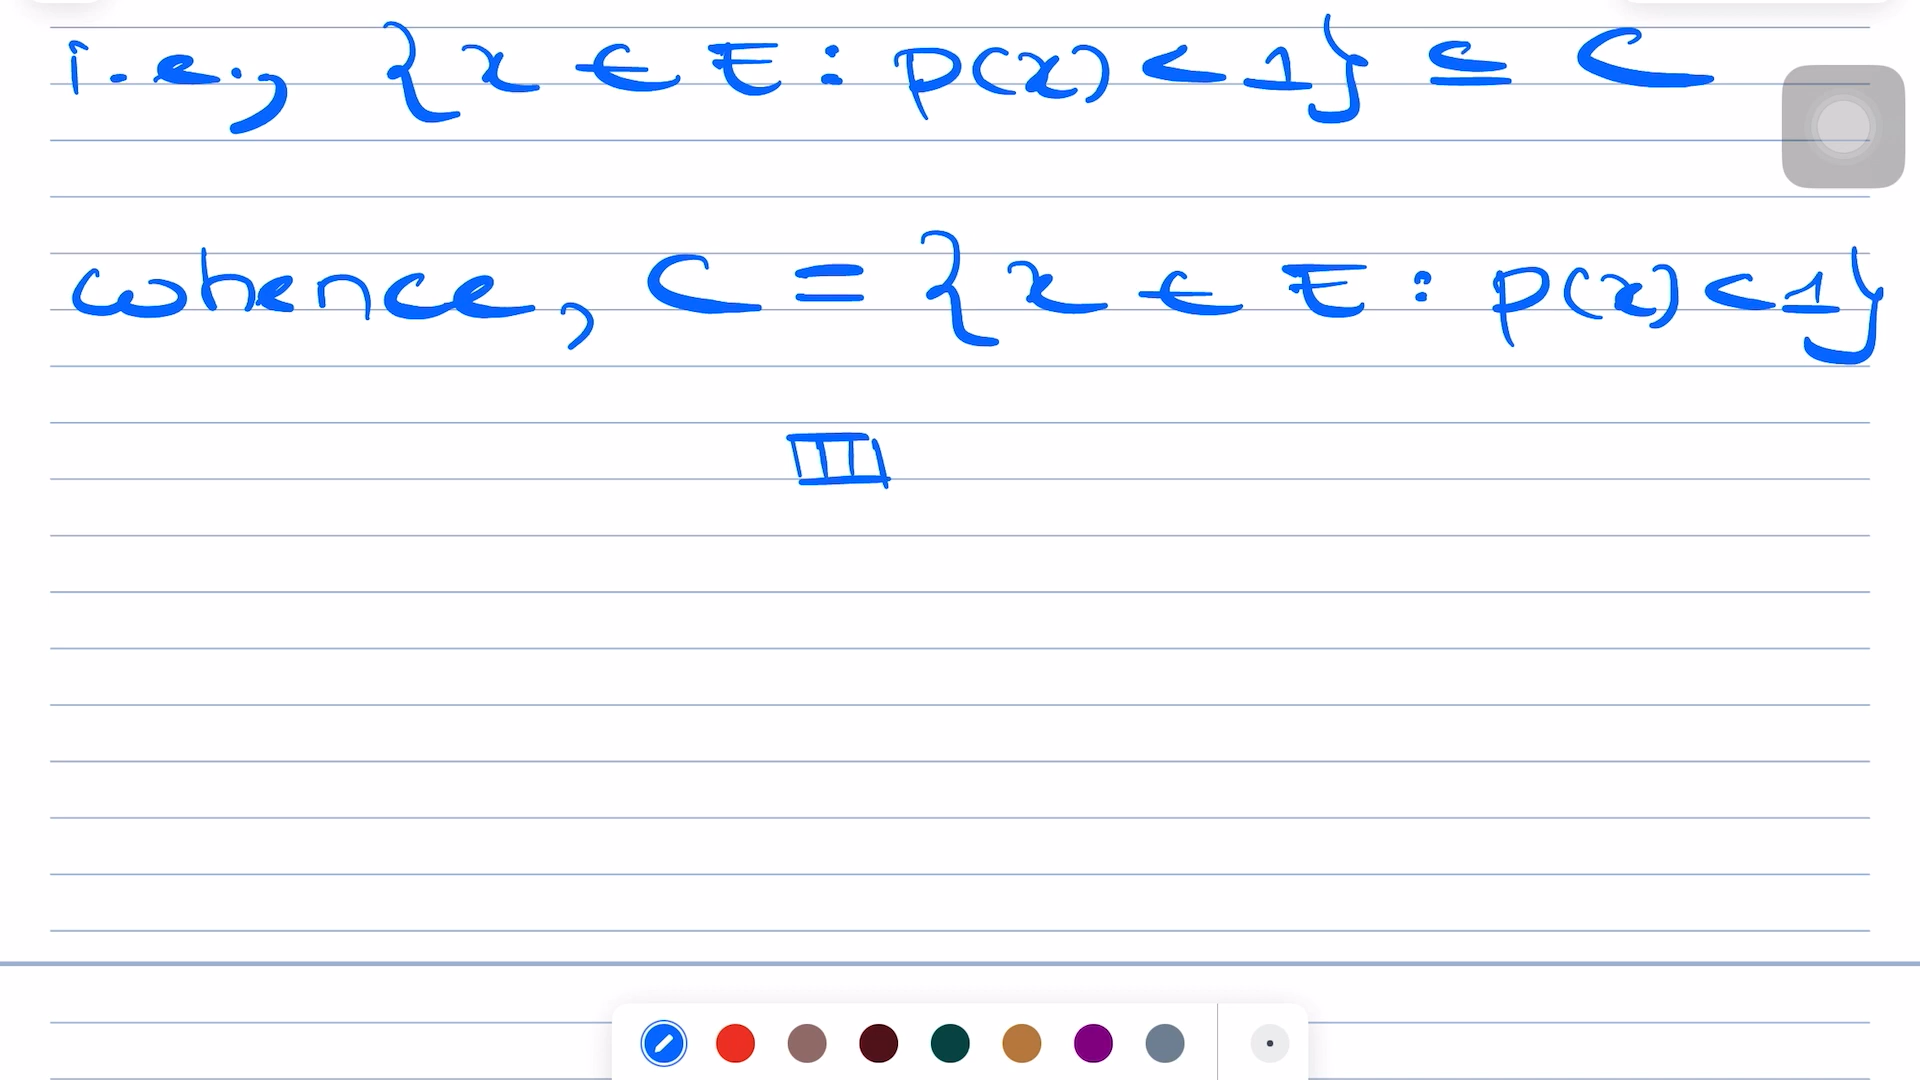 i.e., {x ∈ E : p(x) < 1} ⊆ C
whence, C = {x ∈ E : p(x) < 1}